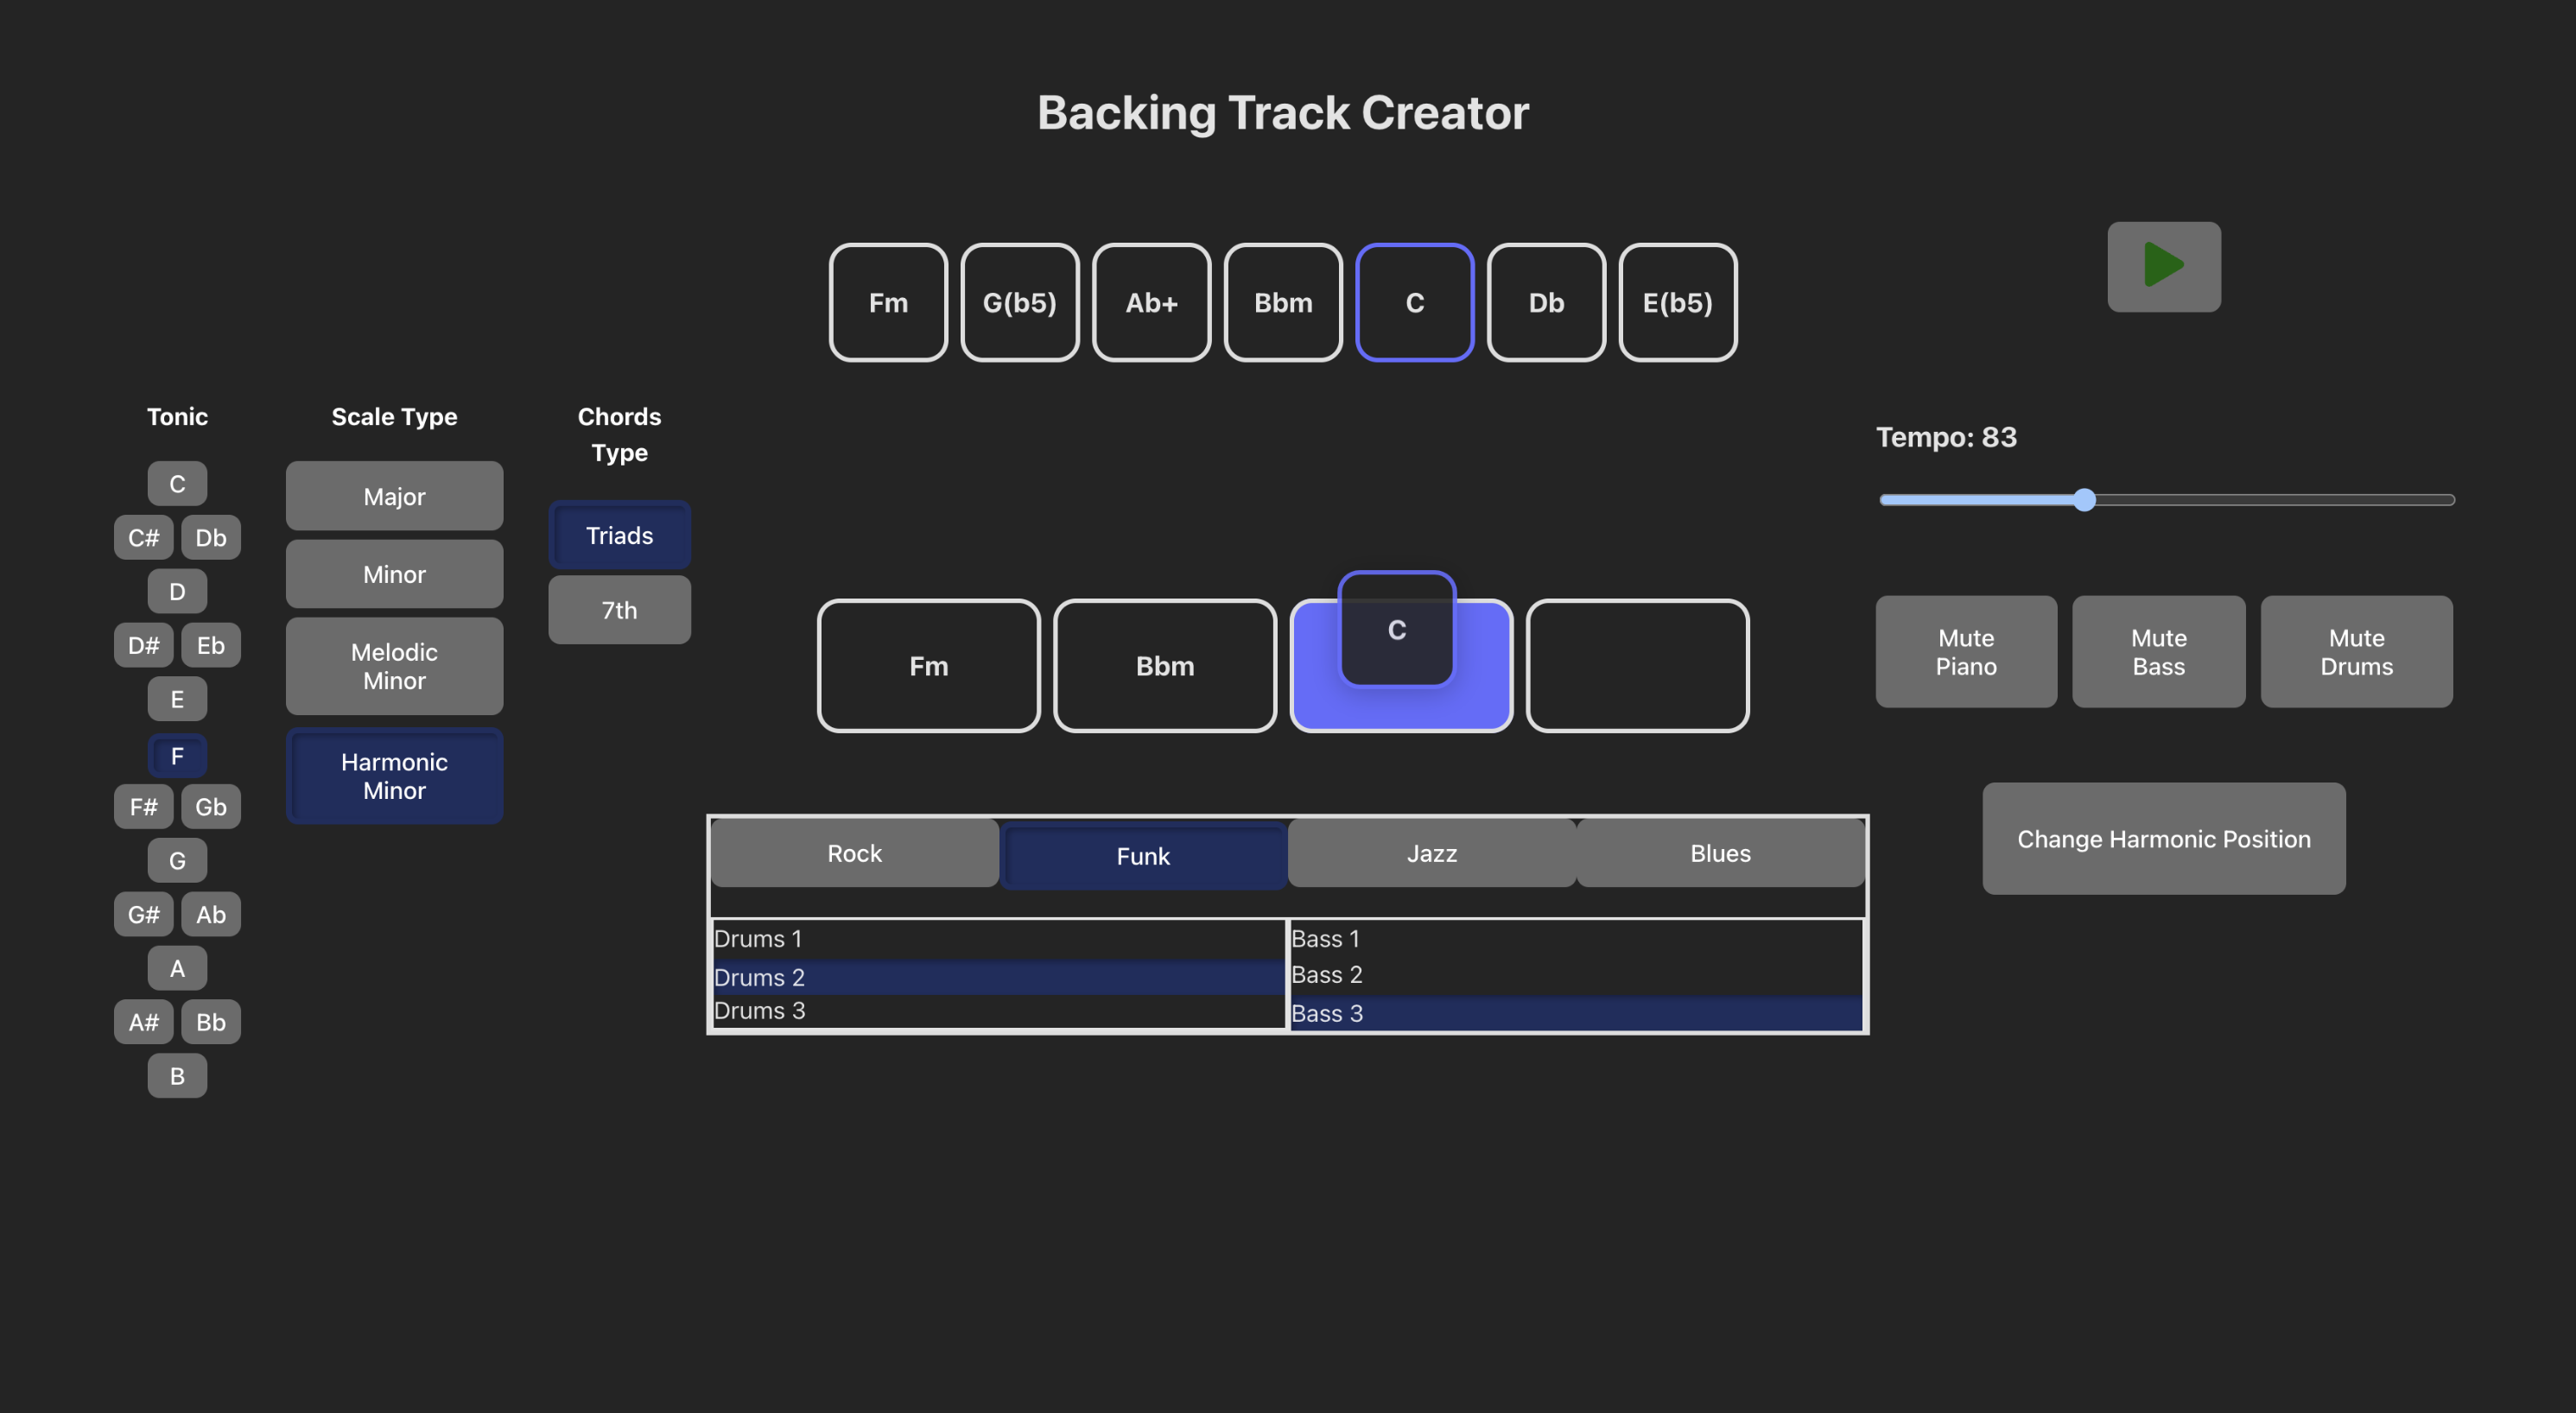 Backing Track Creator
Fm
G(b5)
Ab+
Bbm
C
Db
E(b5)
Tonic
C
C# Db
D
D# Eb
E
F
F# Gb
G
G# Ab
A
A# Bb
B
Scale Type
Major
Minor
Melodic
Minor
Harmonic
Minor
Chords
Type
Triads
7th
Fm
Bbm
C
Rock
Funk
Jazz
Blues
Drums 1
Drums 2
Drums 3
Bass 1
Bass 2
Bass 3
Tempo: 83
Mute
Piano
Mute
Bass
Mute
Drums
Change Harmonic Position